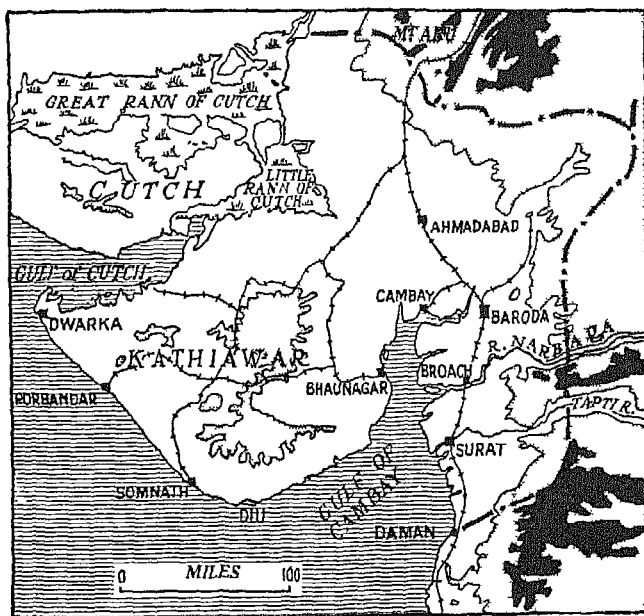 MT ABU
GREAT RANN OF CUTCH
CUTCH
LITTLE
RANN OF
CUTCH
AHMADABAD
GULF OF CUTCH
CAMBAY
BARODA
DWARKA
R. NARBADA
KATHIAWAR
BROACH
BHAUNAGAR
PORBANDAR
TAPTI R.
SURAT
SOMNATH
DIU
GULF OF
CAMBAY
DAMAN
0 MILES 100